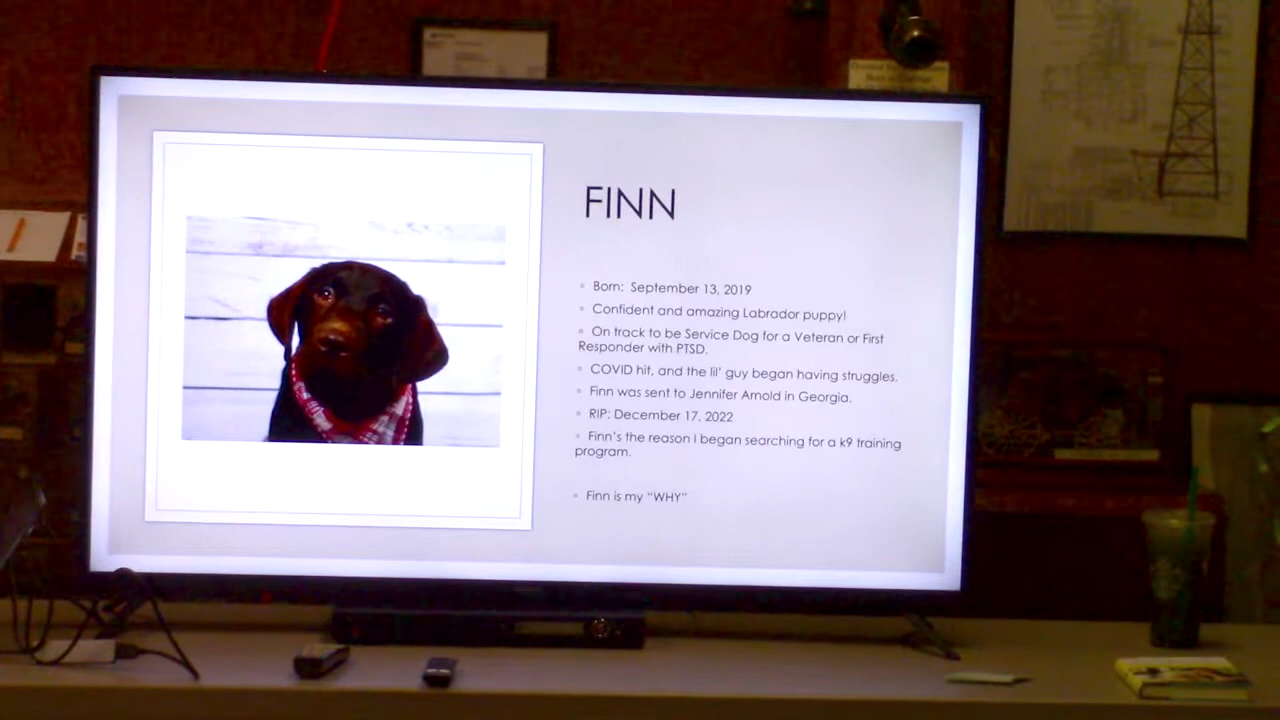 FINN
Born: September 13, 2019
Confident and amazing Labrador puppy!
On track to be Service Dog for a Veteran or First
Responder with PTSD.
COVID hit, and the lil' guy began having struggles.
Finn was sent to Jennifer Arnold in Georgia.
RIP: December 17, 2022
Finn's the reason I began searching for a k9 training
program.
Finn is my "WHY"